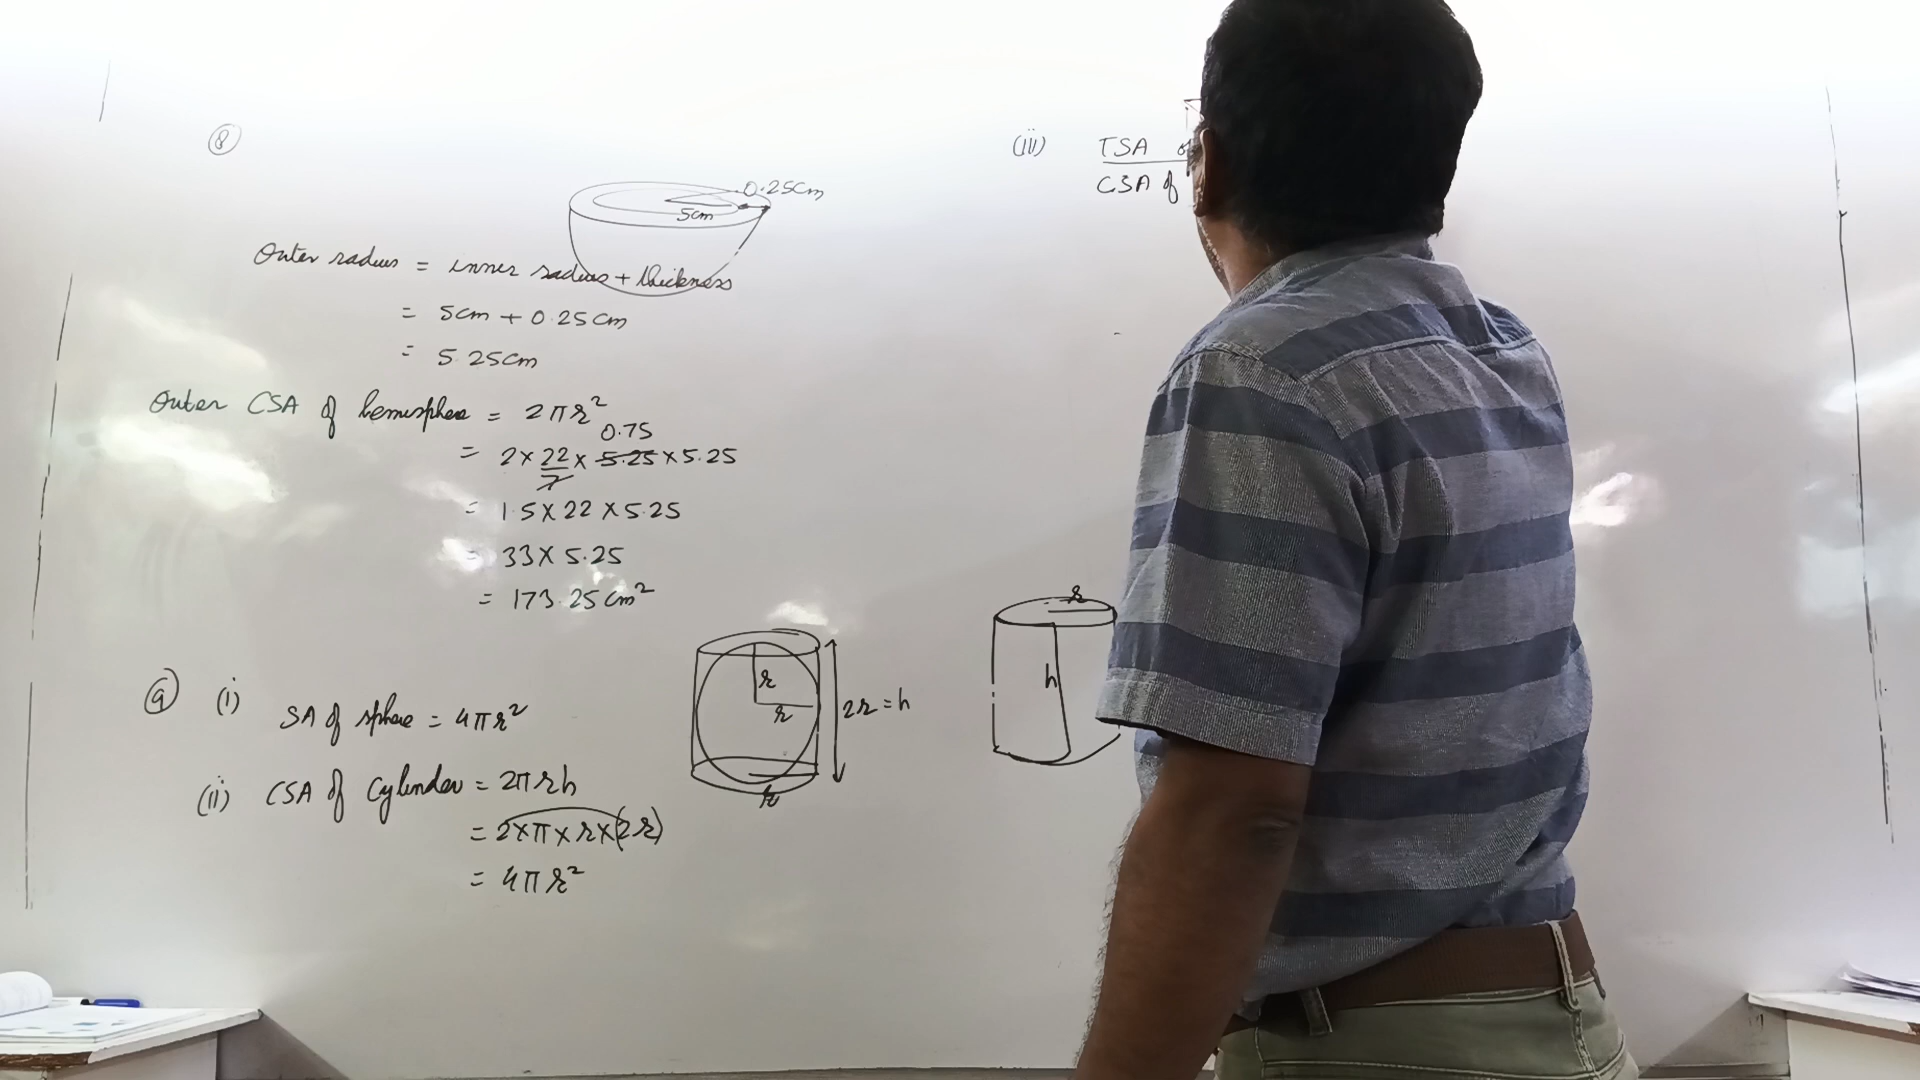 8
0.25cm
5cm
Outer radius = inner radius + thickness
= 5cm + 0.25cm
= 5.25cm
Outer CSA of hemisphere = 2πr²
0.75
= 2 × 22/7 × 5.25 × 5.25
= 1.5 × 22 × 5.25
= 33 × 5.25
= 173.25 cm²
9 (i) SA of sphere = 4πr²
r
r
2r = h
r
(ii) CSA of Cylinder = 2πrh
= 2×π×r×(2r)
= 4πr²
(iii) TSA
CSA of
r
h